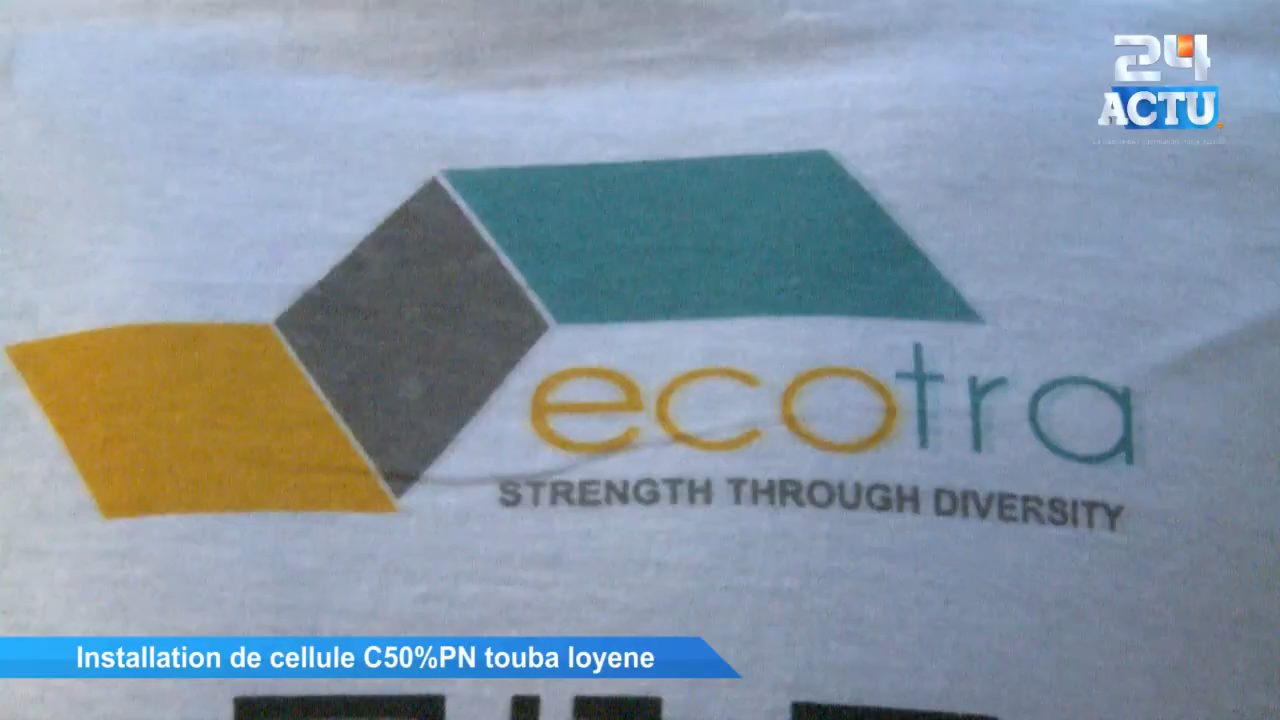 24
ACTU
ecotra
STRENGTH THROUGH DIVERSITY
Installation de cellule C50%PN touba loyene